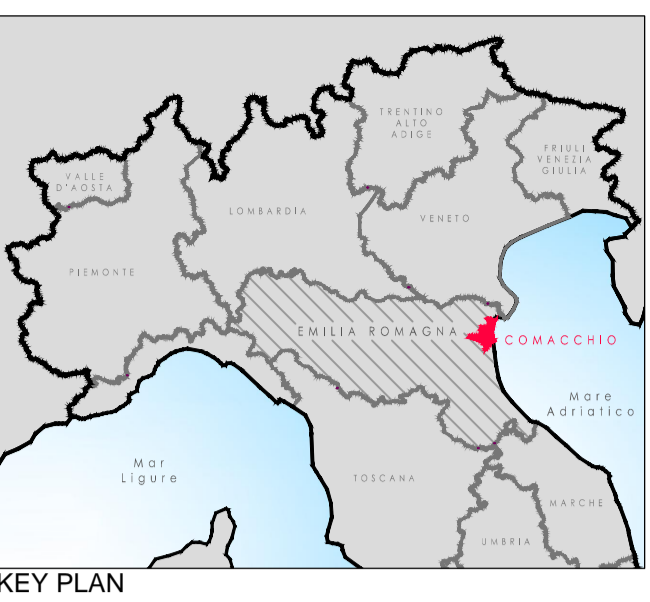 TRENTINO
ALTO
ADIGE
FRIULI
VENEZIA
GIULIA
VALLE
D'AOSTA
LOMBARDIA
VENETO
PIEMONTE
EMILIA ROMAGNA
COMACCHIO
Mare
Adriatico
Mar
Ligure
TOSCANA
MARCHE
UMBRIA
KEY PLAN